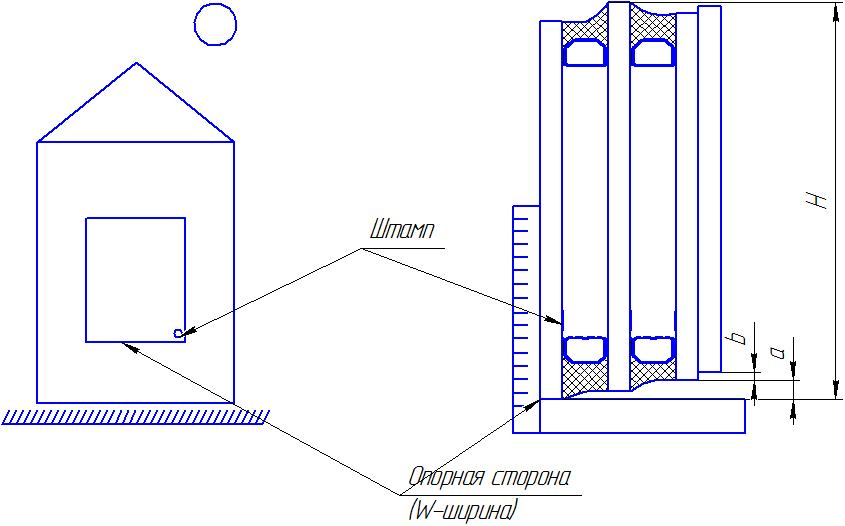 Штамп
H
b
a
Опорная сторона
(W-ширина)